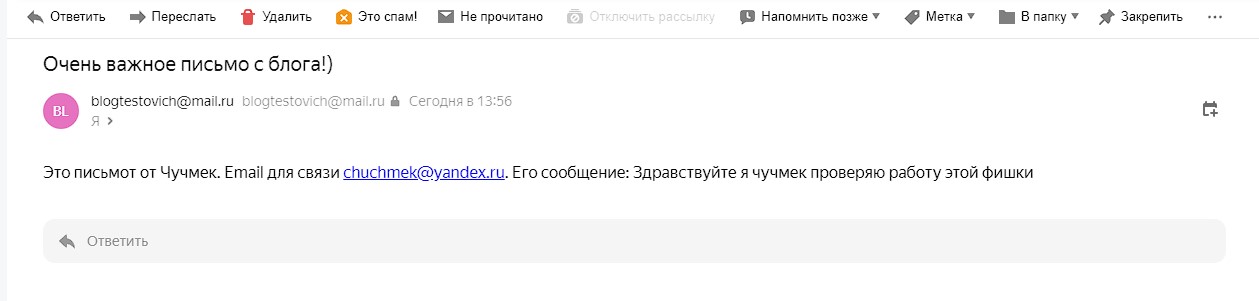 Ответить Переслать Удалить Это спам! Не прочитано Отключить рассылку Напомнить позже Метка В папку Закрепить
Очень важное письмо с блога!)
BL blogtestovich@mail.ru blogtestovich@mail.ru Сегодня в 13:56
Я
Это письмот от Чучмек. Email для связи chuchmek@yandex.ru. Его сообщение: Здравствуйте я чучмек проверяю работу этой фишки
Ответить